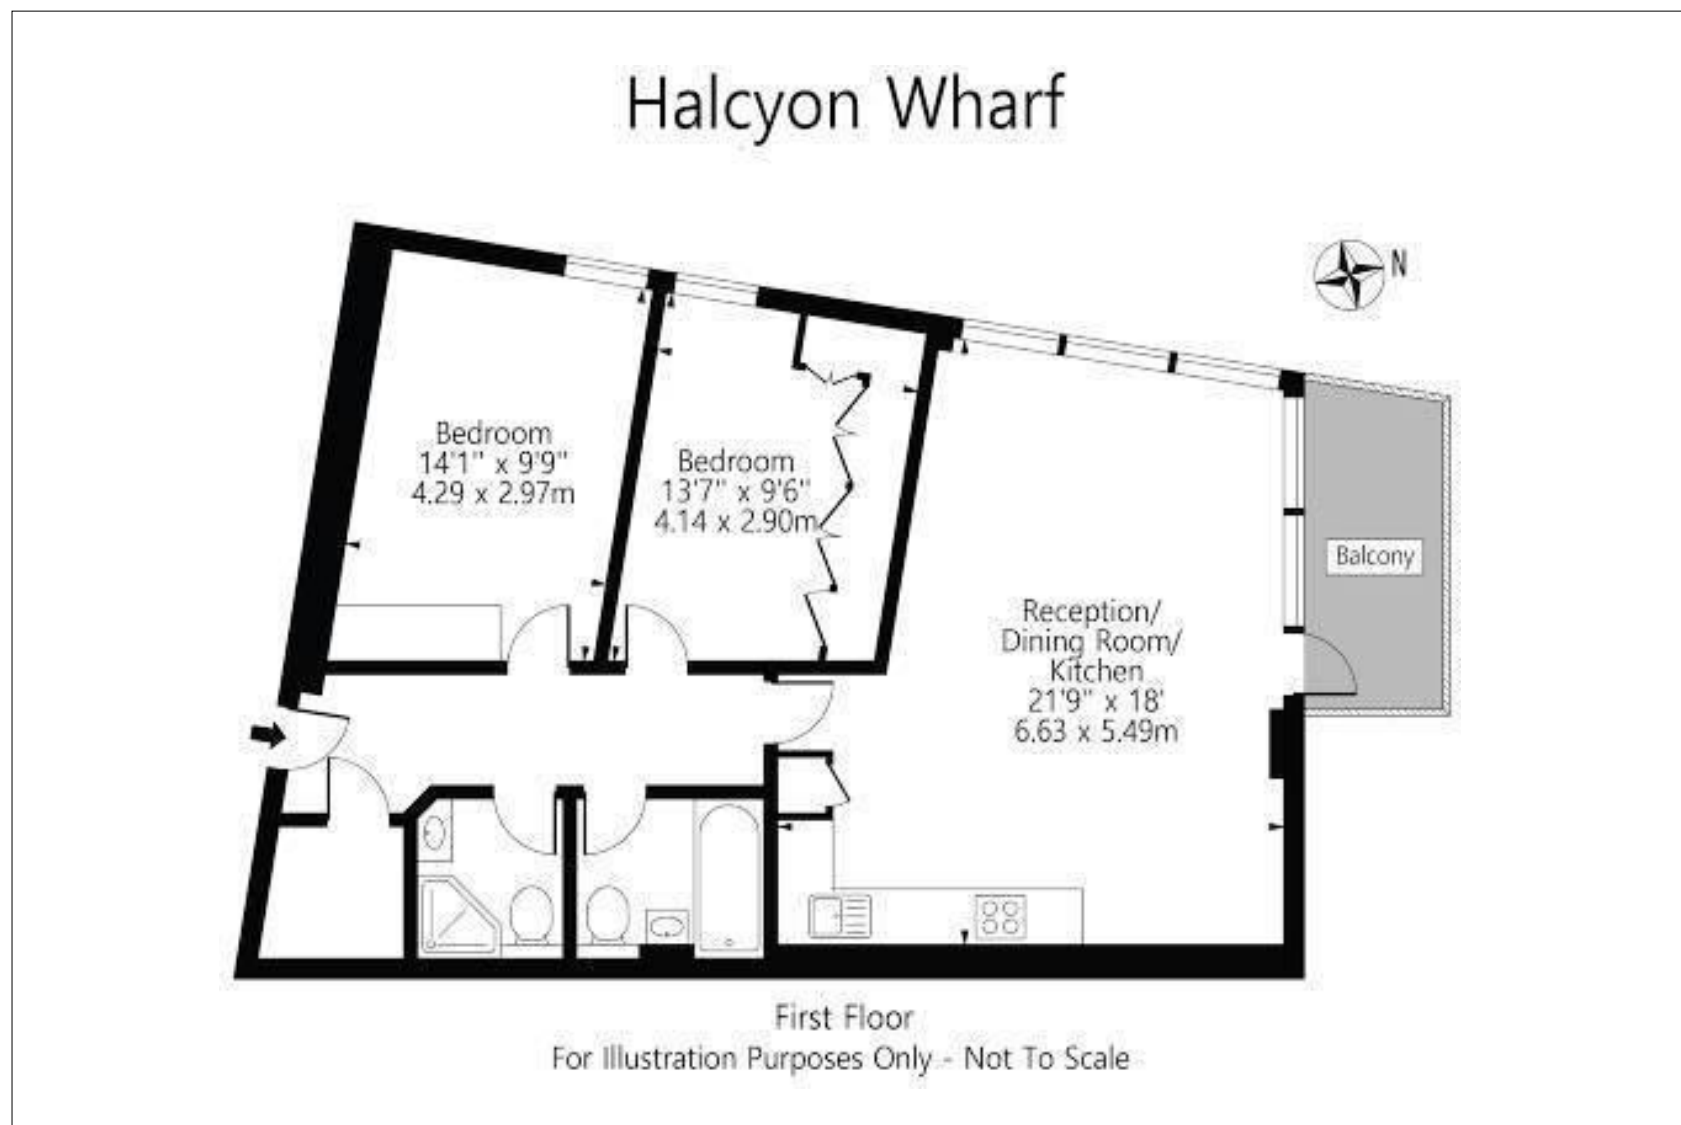 Halcyon Wharf
N
Bedroom
14'1" x 9'9"
4.29 x 2.97m
Bedroom
13'7" x 9'6"
4.14 x 2.90m
Balcony
Reception/
Dining Room/
Kitchen
21'9" x 18'
6.63 x 5.49m
First Floor
For Illustration Purposes Only - Not To Scale